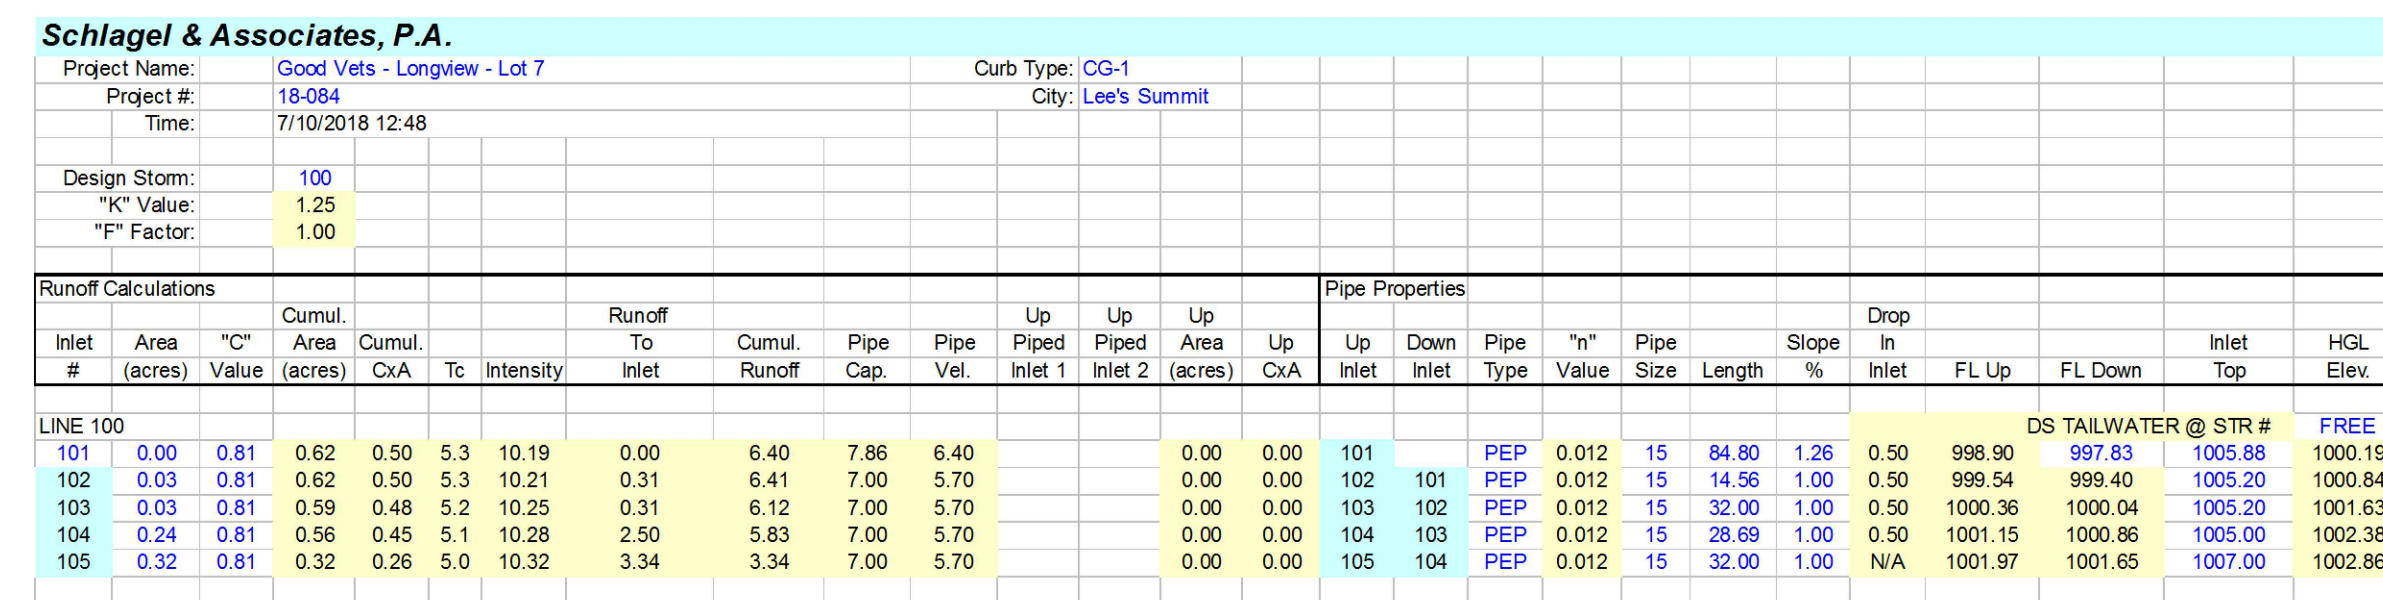 Schlagel & Associates, P.A.
Project Name: Good Vets - Longview - Lot 7 Curb Type: CG-1
Project #: 18-084 City: Lee's Summit
Time: 7/10/2018 12:48
Design Storm: 100
"K" Value: 1.25
"F" Factor: 1.00
Runoff Calculations Pipe Properties
Cumul. Runoff Up Up Up Drop
Inlet Area "C" Area Cumul. To Cumul. Pipe Pipe Piped Piped Area Up Up Down Pipe "n" Pipe Slope In Inlet HGL
# (acres) Value (acres) CxA Tc Intensity Inlet Runoff Cap. Vel. Inlet 1 Inlet 2 (acres) CxA Inlet Inlet Type Value Size Length % Inlet FL Up FL Down Top Elev.
LINE 100 DS TAILWATER @ STR # FREE
101 0.00 0.81 0.62 0.50 5.3 10.19 0.00 6.40 7.86 6.40 0.00 0.00 101 PEP 0.012 15 84.80 1.26 0.50 998.90 997.83 1005.88 1000.19
102 0.03 0.81 0.62 0.50 5.3 10.21 0.31 6.41 7.00 5.70 0.00 0.00 102 101 PEP 0.012 15 14.56 1.00 0.50 999.54 999.40 1005.20 1000.84
103 0.03 0.81 0.59 0.48 5.2 10.25 0.31 6.12 7.00 5.70 0.00 0.00 103 102 PEP 0.012 15 32.00 1.00 0.50 1000.36 1000.04 1005.20 1001.63
104 0.24 0.81 0.56 0.45 5.1 10.28 2.50 5.83 7.00 5.70 0.00 0.00 104 103 PEP 0.012 15 28.69 1.00 0.50 1001.15 1000.86 1005.00 1002.38
105 0.32 0.81 0.32 0.26 5.0 10.32 3.34 3.34 7.00 5.70 0.00 0.00 105 104 PEP 0.012 15 32.00 1.00 N/A 1001.97 1001.65 1007.00 1002.86